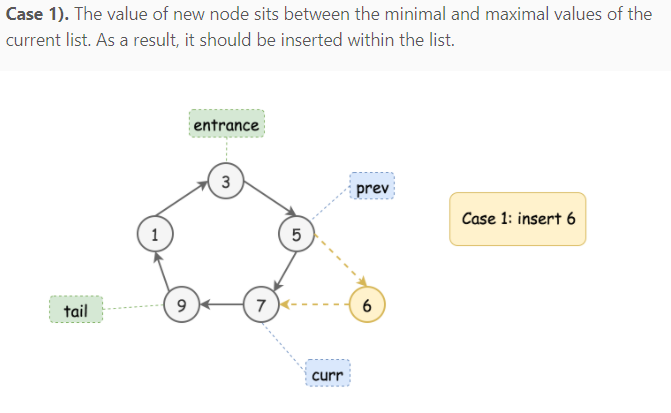 Case 1). The value of new node sits between the minimal and maximal values of the
current list. As a result, it should be inserted within the list.
entrance
3
prev
Case 1: insert 6
1
5
tail
9
7
6
curr